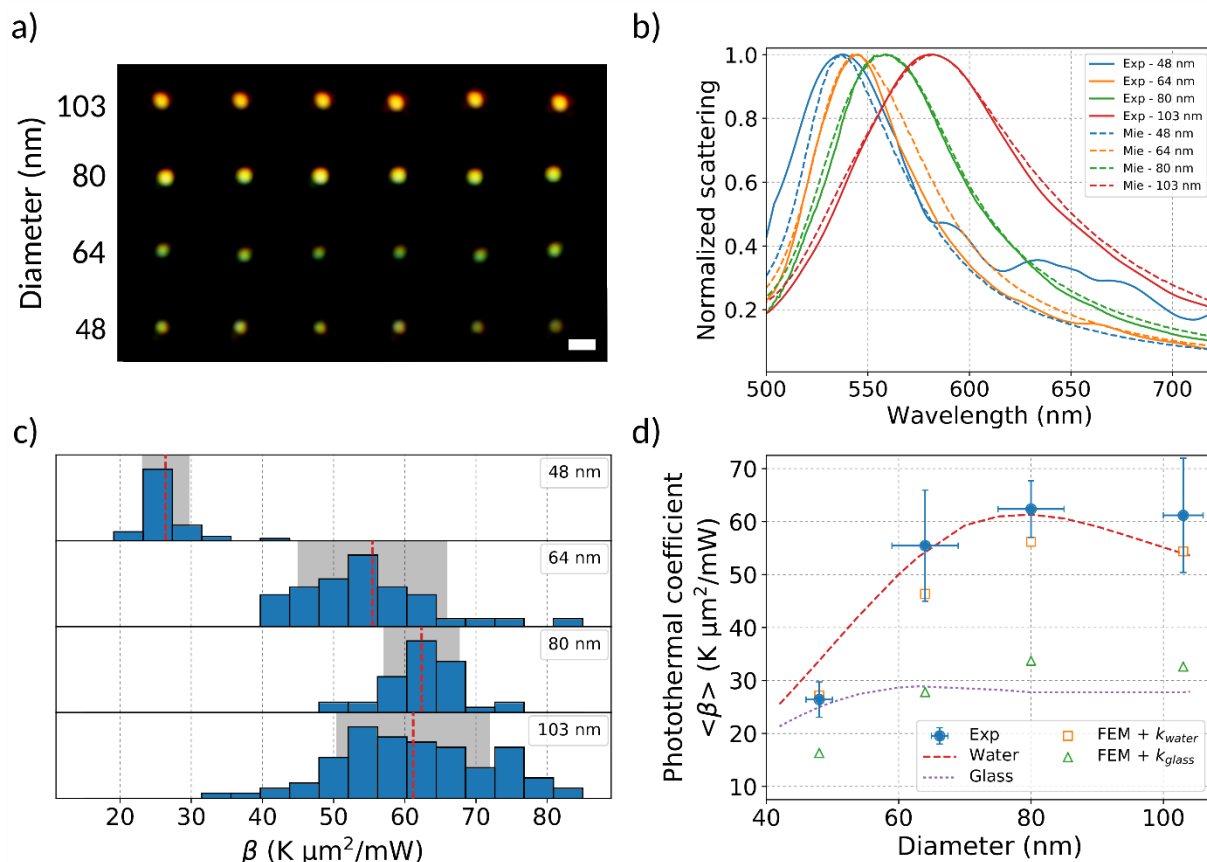 a)
Diameter (nm)
103
80
64
48
b)
Normalized scattering
1.0
0.8
0.6
0.4
0.2
500 550 600 650 700
Wavelength (nm)
Exp - 48 nm
Exp - 64 nm
Exp - 80 nm
Exp - 103 nm
Mie - 48 nm
Mie - 64 nm
Mie - 80 nm
Mie - 103 nm
c)
48 nm
64 nm
80 nm
103 nm
20 30 40 50 60 70 80
β (K μm²/mW)
d)
Photothermal coefficient
<β> (K μm²/mW)
70
60
50
40
30
20
10
40 60 80 100
Diameter (nm)
Exp
Water
Glass
FEM + k_water
FEM + k_glass